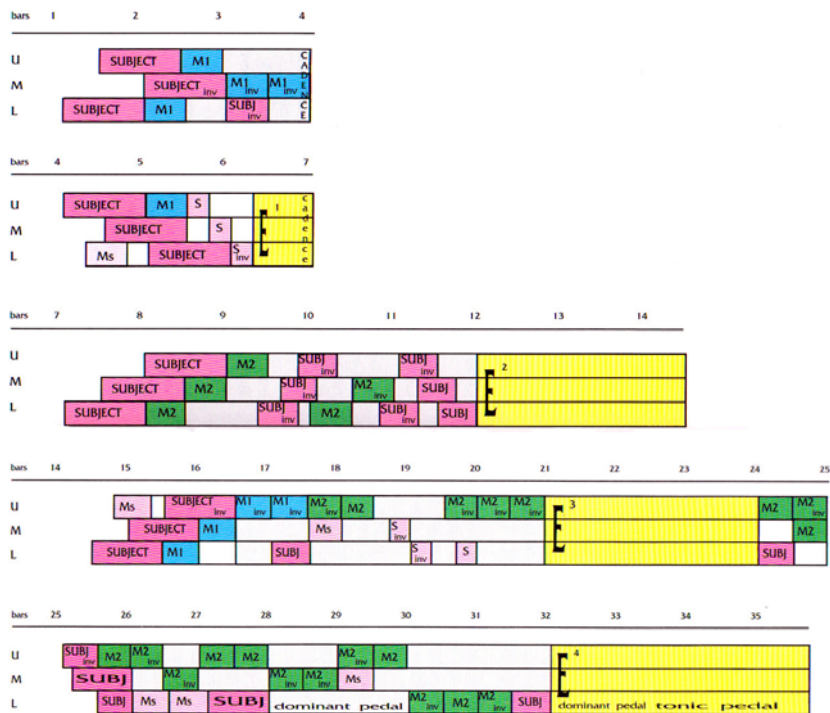 bars 1 2 3 4
U SUBJECT M1 CADENCE
M SUBJECT inv M1 inv M1 inv
L SUBJECT M1 SUBJ inv
bars 4 5 6 7
U SUBJECT M1 S E 1 cadence
M SUBJECT S
L Ms SUBJECT S inv
bars 7 8 9 10 11 12 13 14
U SUBJECT M2 SUBJ inv SUBJ inv E 2
M SUBJECT M2 SUBJ inv M2 inv SUBJ
L SUBJECT M2 SUBJ inv M2 SUBJ inv SUBJ
bars 14 15 16 17 18 19 20 21 22 23 24 25
U Ms SUBJECT inv M1 inv M1 inv M2 inv M2 M2 inv M2 inv M2 inv E 3 M2 M2 inv
M SUBJECT M1 Ms S inv M2
L SUBJECT M1 SUBJ S inv S SUBJ
bars 25 26 27 28 29 30 31 32 33 34 35
U SUBJ inv M2 M2 inv M2 M2 M2 inv M2 E 4
M SUBJ M2 inv M2 inv M2 inv Ms
L SUBJ Ms Ms SUBJ dominant pedal M2 inv M2 M2 inv SUBJ dominant pedal tonic pedal